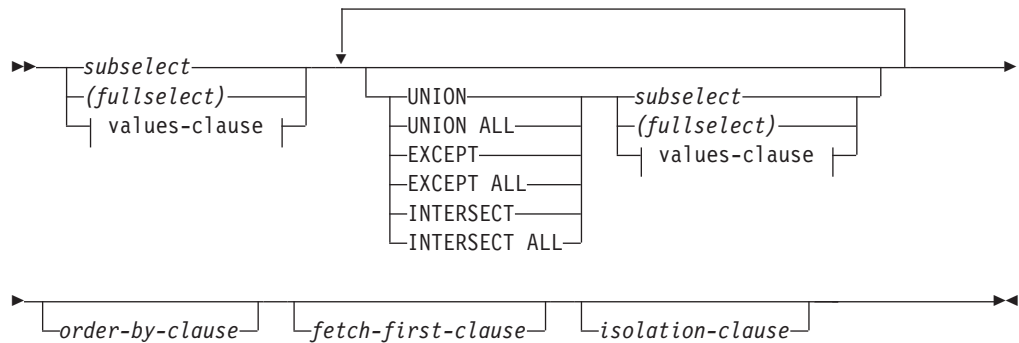 subselect
(fullselect)
values-clause
UNION subselect
UNION ALL (fullselect)
EXCEPT values-clause
EXCEPT ALL
INTERSECT
INTERSECT ALL
order-by-clause fetch-first-clause isolation-clause